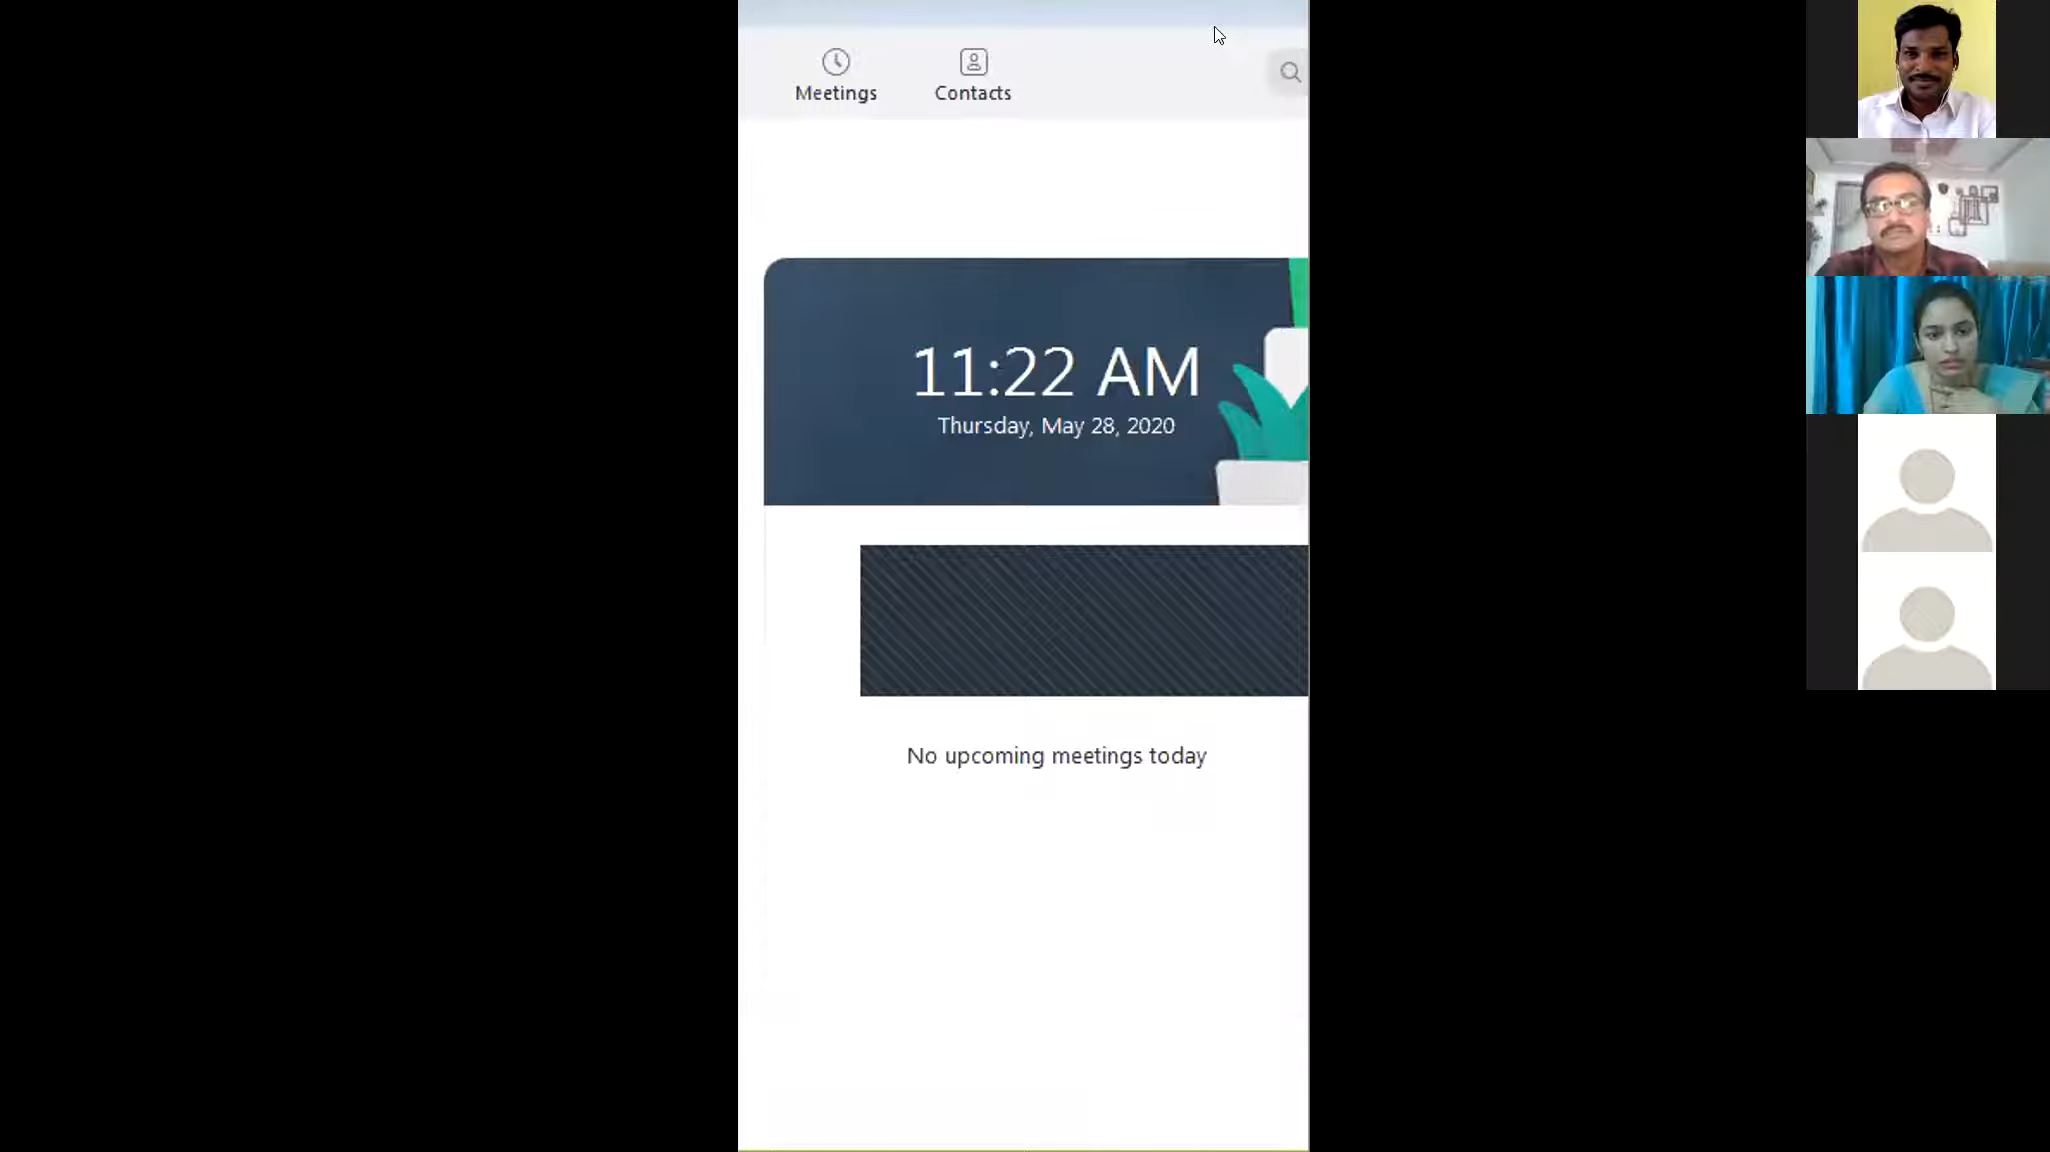 Meetings
Contacts
11:22 AM
Thursday, May 28, 2020
No upcoming meetings today